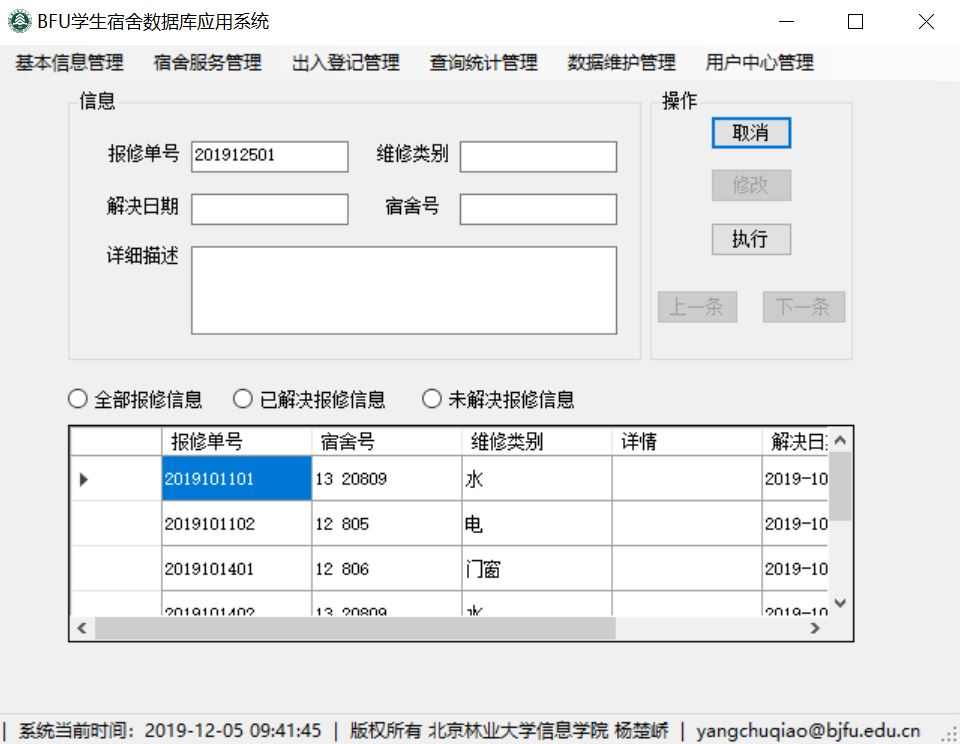 BFU学生宿舍数据库应用系统
基本信息管理 宿舍服务管理 出入登记管理 查询统计管理 数据维护管理 用户中心管理
信息 操作
取消
报修单号 201912501 维修类别
修改
解决日期 宿舍号
执行
详细描述
上一条 下一条
全部报修信息 已解决报修信息 未解决报修信息
报修单号 宿舍号 维修类别 详情 解决日
2019101101 13 20809 水 2019-10
2019101102 12 805 电 2019-10
2019101401 12 806 门窗 2019-10
2019101402 13 20809 水 2019-10
| 系统当前时间: 2019-12-05 09:41:45 | 版权所有 北京林业大学信息学院 杨楚峤 | yangchuqiao@bjfu.edu.cn